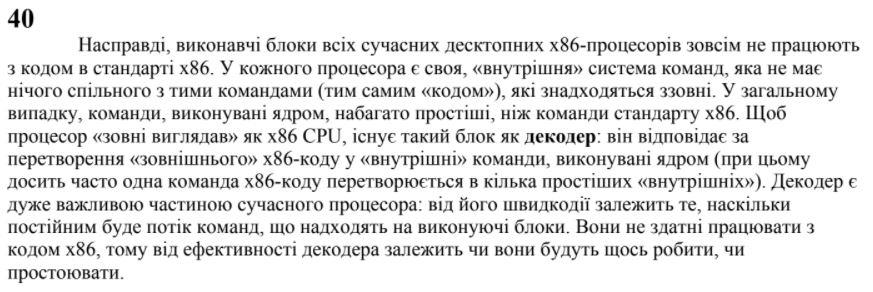 40
Насправді, виконавчі блоки всіх сучасних десктопних x86-процесорів зовсім не працюють
з кодом в стандарті x86. У кожного процесора є своя, «внутрішня» система команд, яка не має
нічого спільного з тими командами (тим самим «кодом»), які знаходяться ззовні. У загальному
випадку, команди, виконувані ядром, набагато простіші, ніж команди стандарту x86. Щоб
процесор «зовні виглядав» як x86 CPU, існує такий блок як декодер: він відповідає за
перетворення «зовнішнього» x86-коду у «внутрішні» команди, виконувані ядром (при цьому
досить часто одна команда x86-коду перетворюється в кілька простіших «внутрішніх»). Декодер є
дуже важливою частиною сучасного процесора: від його швидкодії залежить те, наскільки
постійним буде потік команд, що надходять на виконуючі блоки. Вони не здатні працювати з
кодом x86, тому від ефективності декодера залежить чи вони будуть щось робити, чи
простоювати.